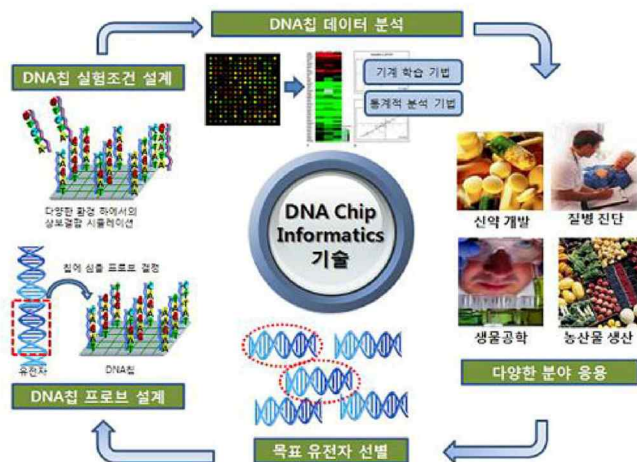 DNA칩 데이터 분석
기계 학습 기법
통계적 분석 기법
DNA칩 실험조건 설계
다양한 환경 하에서의
상보결합 시뮬레이션
DNA Chip
Informatics
기술
신약 개발
질병 진단
생물공학
농산물 생산
다양한 분야 응용
칩에 심을 프로브 결정
유전자
DNA칩
DNA칩 프로브 설계
목표 유전자 선별